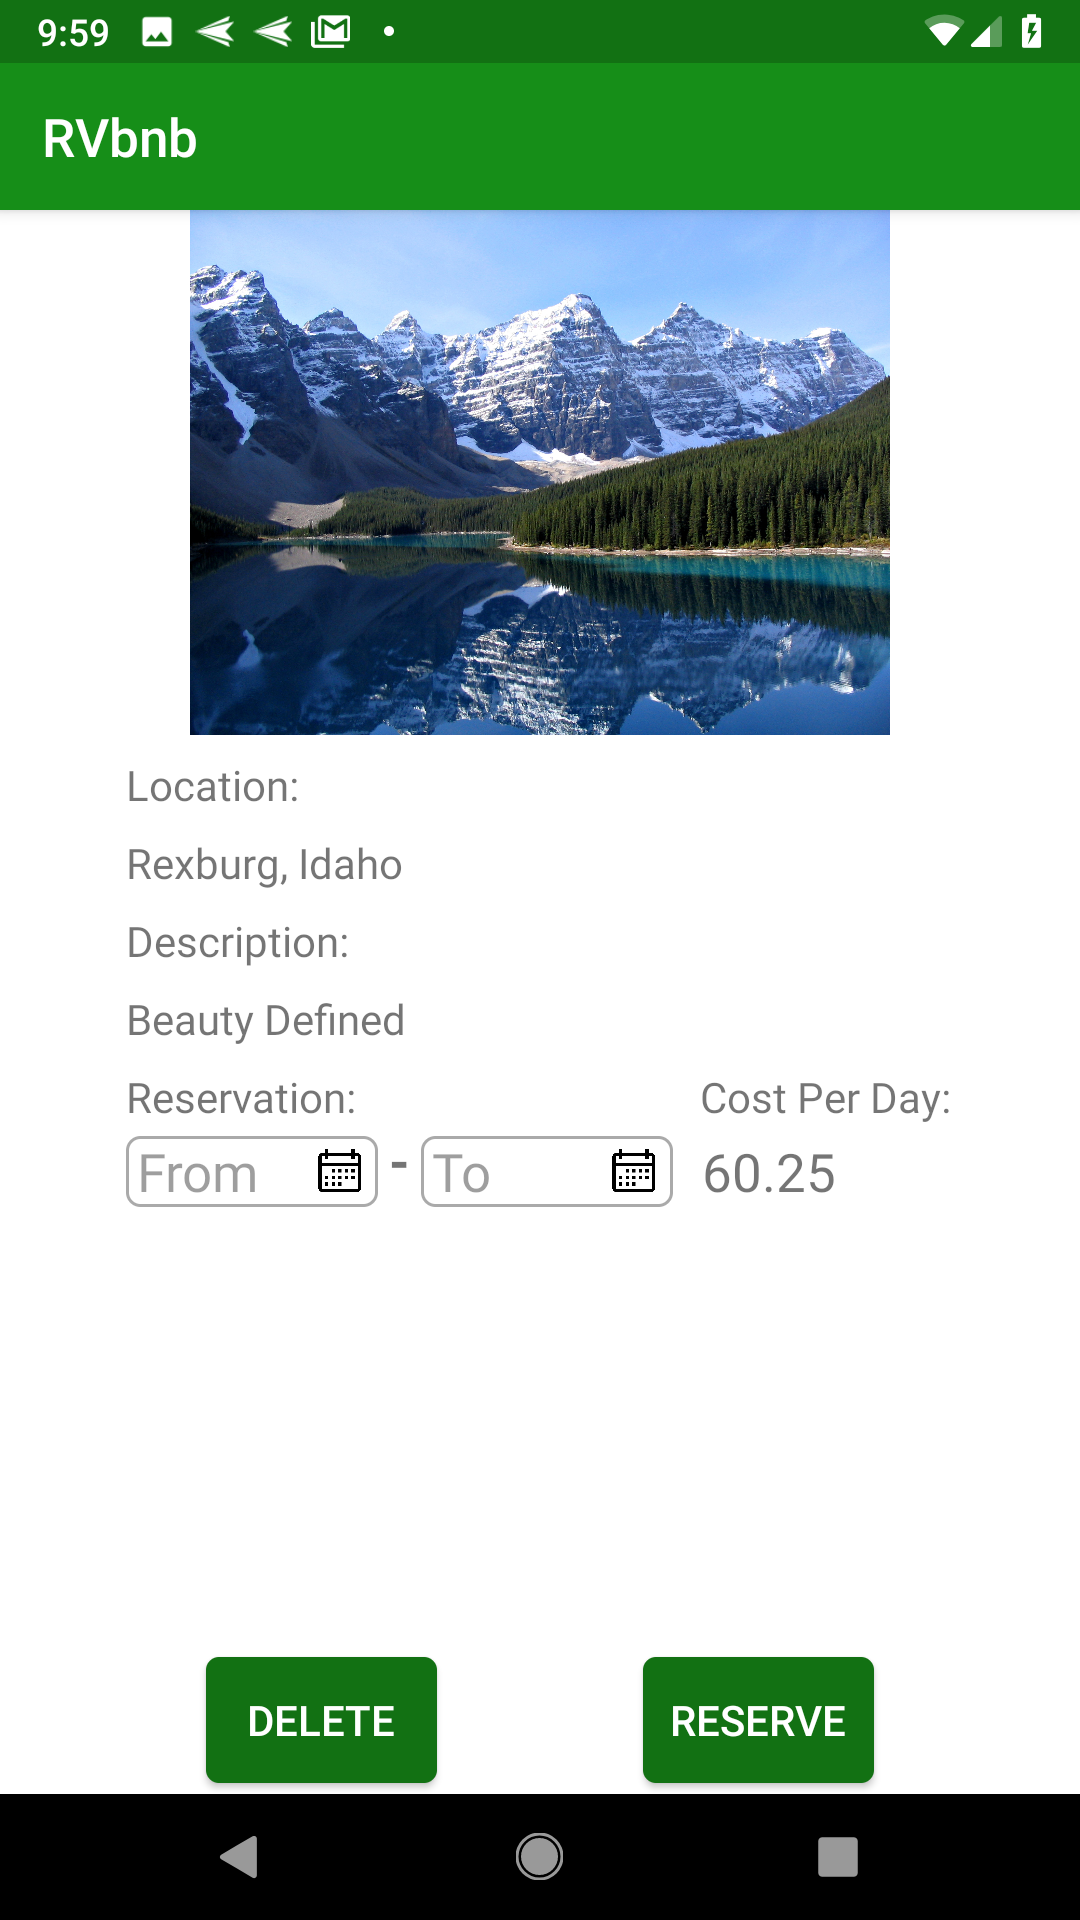 9:59
RVbnb
Location:
Rexburg, Idaho
Description:
Beauty Defined
Reservation: Cost Per Day:
From - To 60.25
DELETE RESERVE